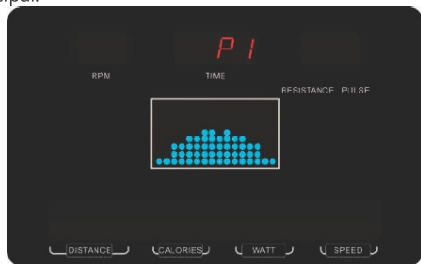 P1
RPM TIME
RESISTANCE PULSE
DISTANCE CALORIES WATT SPEED